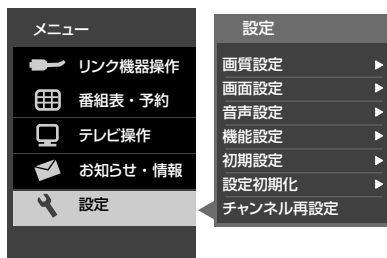 メニュー
リンク機器操作
番組表・予約
テレビ操作
お知らせ・情報
設定
設定
画質設定
画面設定
音声設定
機能設定
初期設定
設定初期化
チャンネル再設定